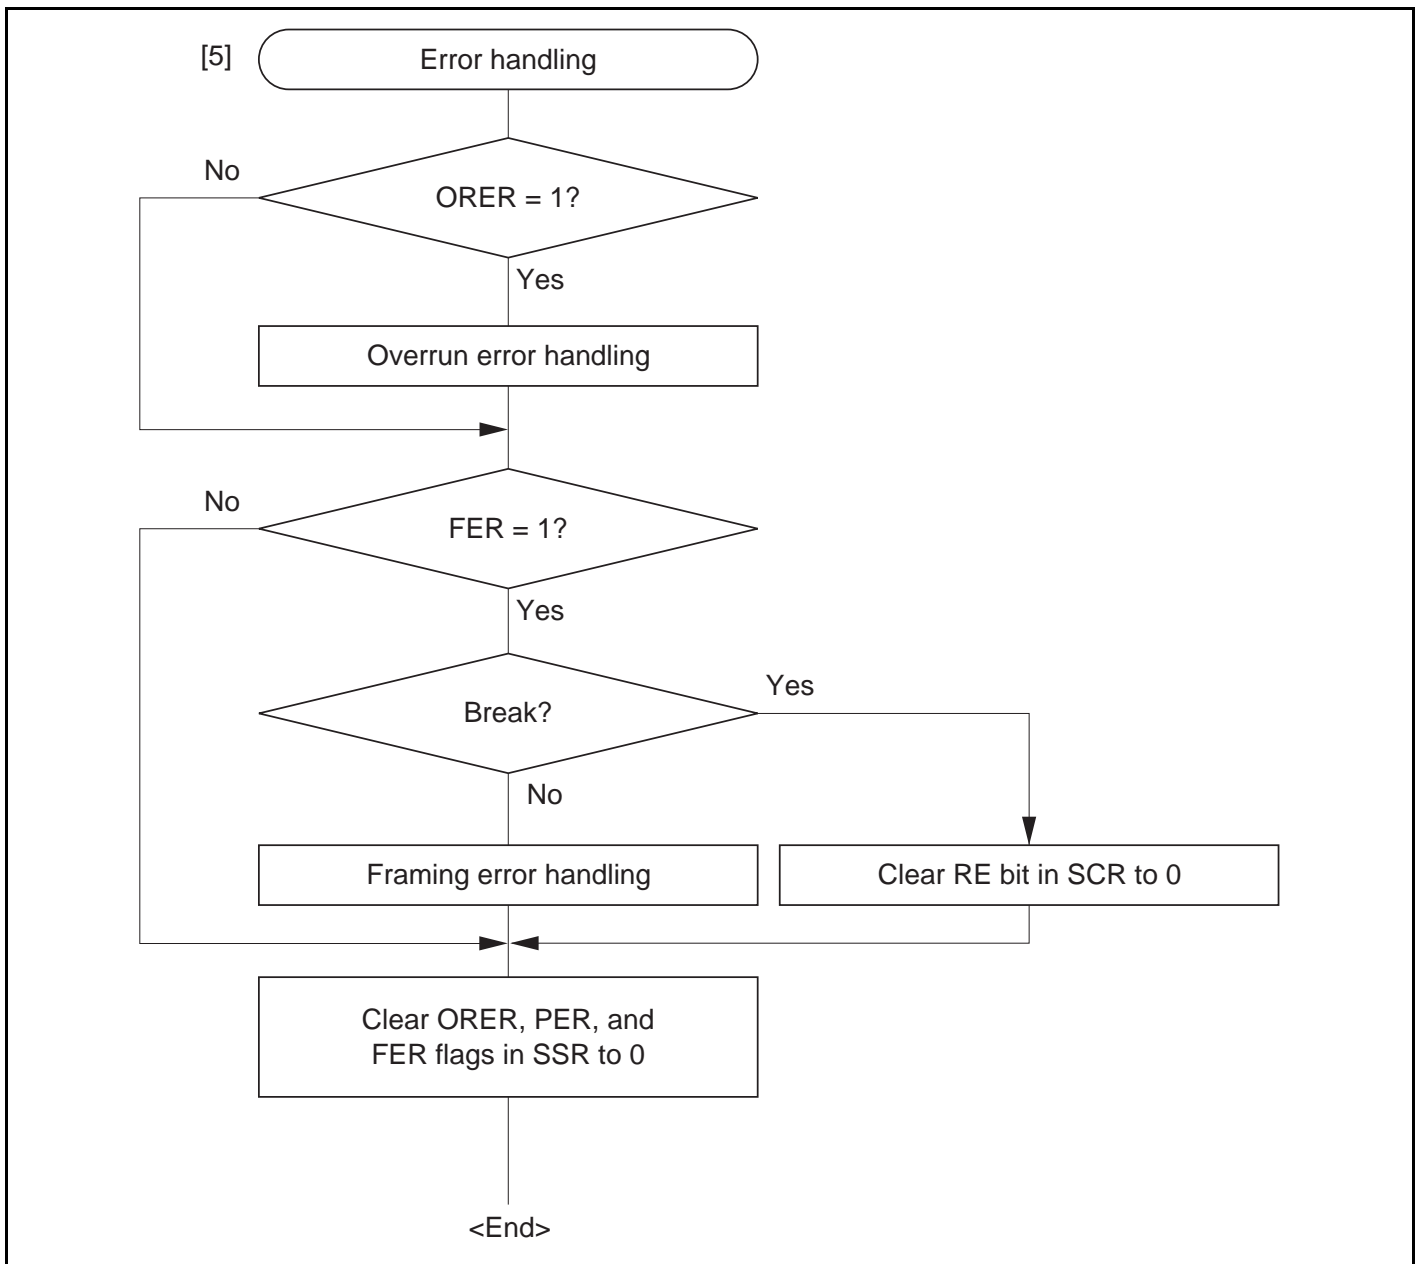 [5]
Error handling
No
ORER = 1?
Yes
Overrun error handling
No
FER = 1?
Yes
Yes
Break?
No
Framing error handling
Clear RE bit in SCR to 0
Clear ORER, PER, and
FER flags in SSR to 0
<End>